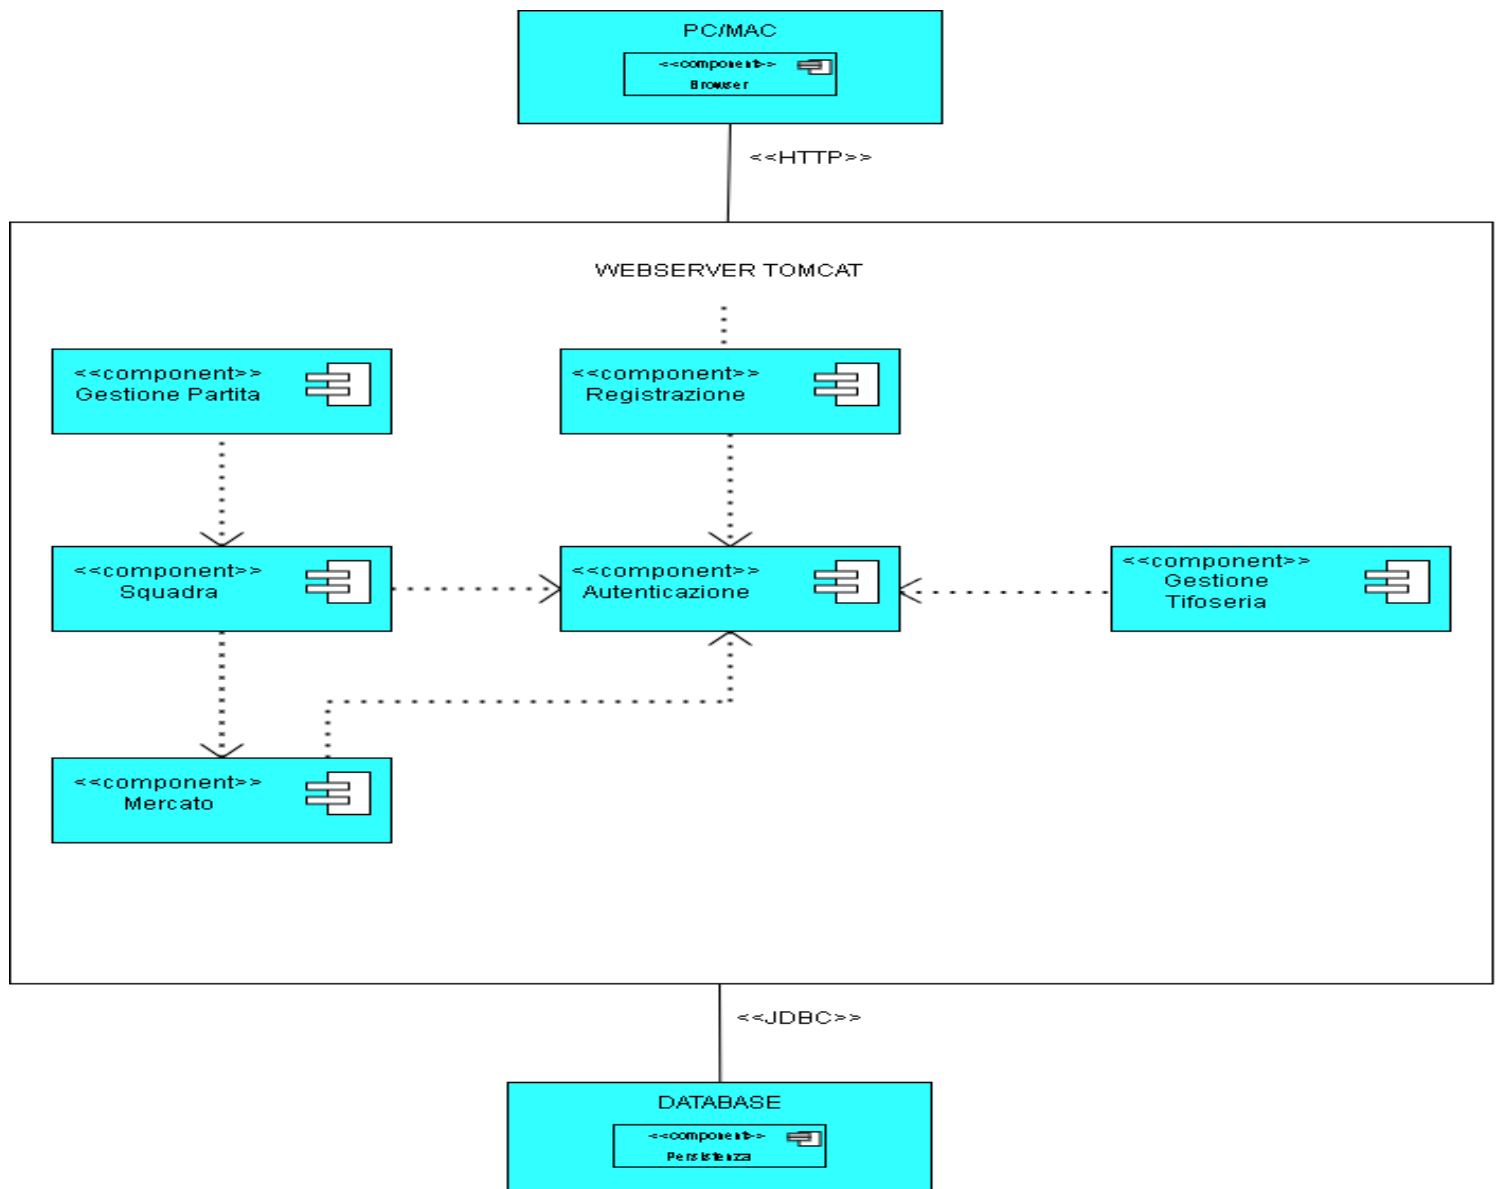 PC/MAC
<<component>>
Browser
<<HTTP>>
WEBSERVER TOMCAT
<<component>>
Gestione Partita
<<component>>
Registrazione
<<component>>
Squadra
<<component>>
Autenticazione
<<component>>
Gestione
Tifoseria
<<component>>
Mercato
<<JDBC>>
DATABASE
<<component>>
Persistenza